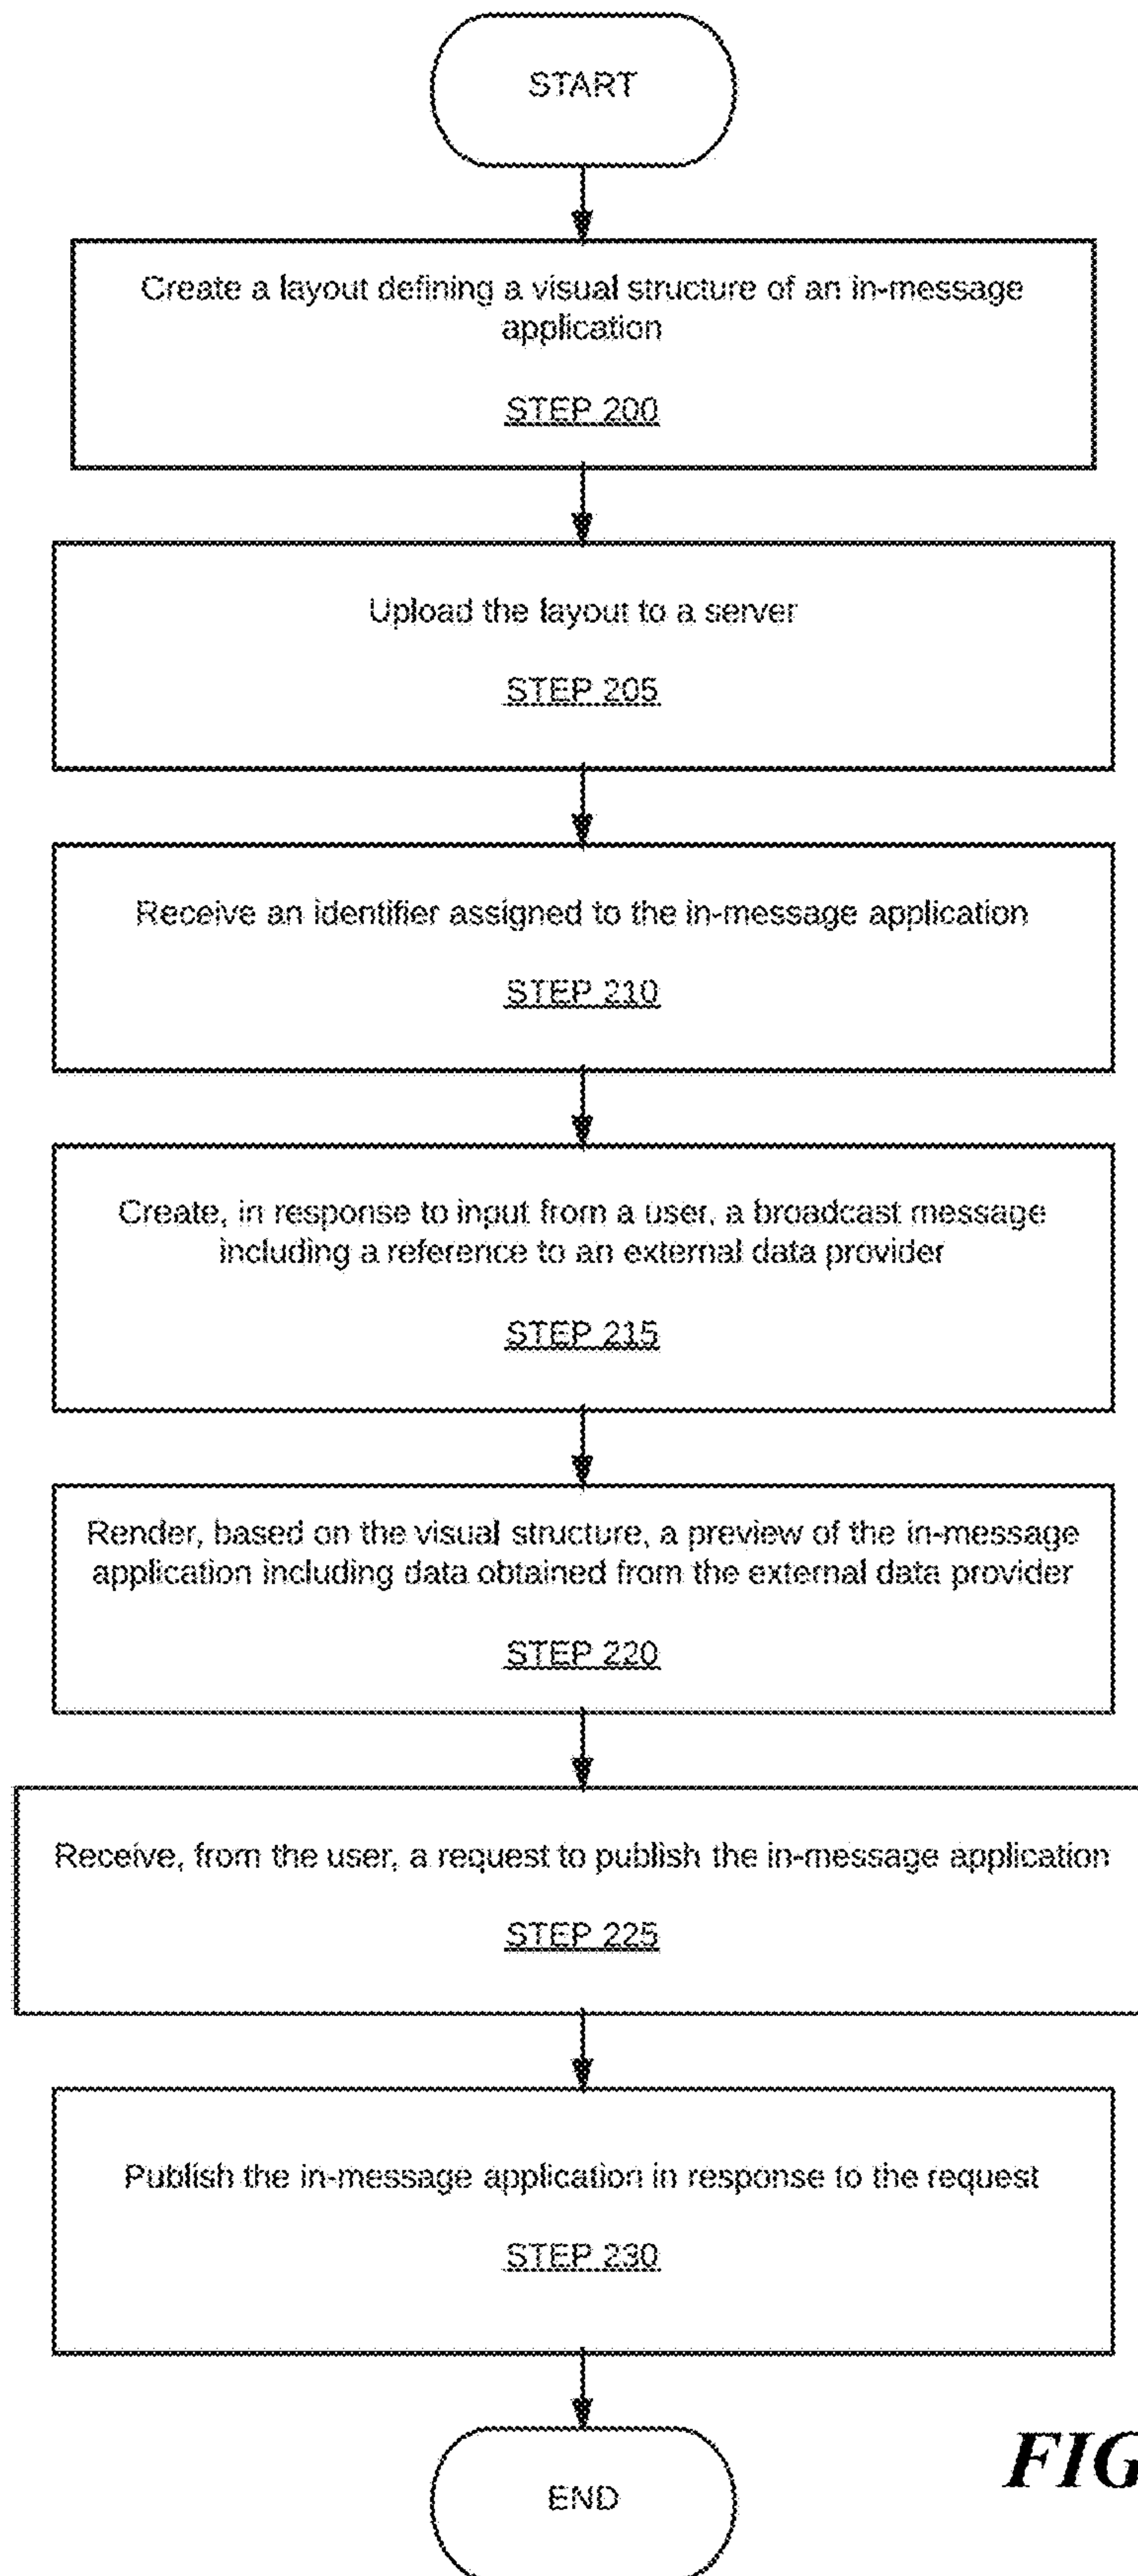 START
Create a layout defining a visual structure of an in-message
application
STEP 200
Upload the layout to a server
STEP 205
Receive an identifier assigned to the in-message application
STEP 210
Create, in response to input from a user, a broadcast message
including a reference to an external data provider
STEP 215
Render, based on the visual structure, a preview of the in-message
application including data obtained from the external data provider
STEP 220
Receive, from the user, a request to publish the in-message application
STEP 225
Publish the in-message application in response to the request
STEP 230
FIG
END